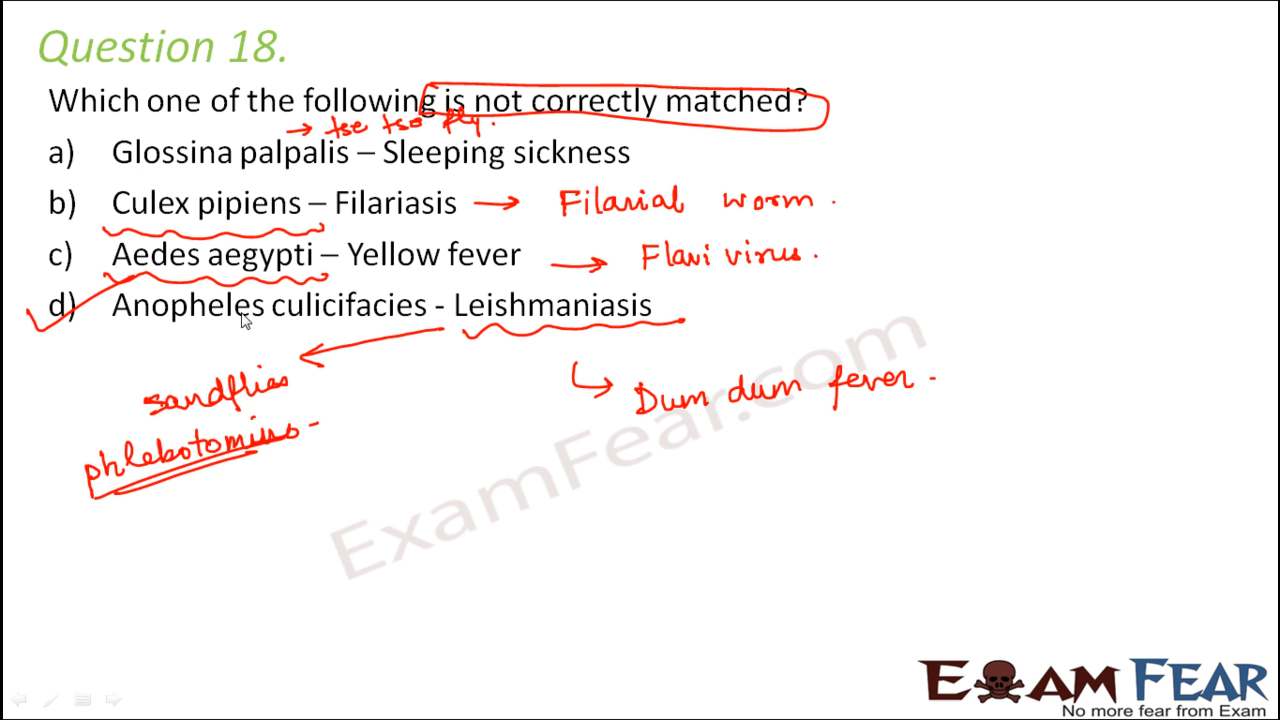 Question 18.
Which one of the following is not correctly matched?
→ tse tse fly.
a) Glossina palpalis – Sleeping sickness
b) Culex pipiens – Filariasis → Filarial worm.
c) Aedes aegypti – Yellow fever → Flavi virus.
d) Anopheles culicifacies - Leishmaniasis
sandflies
Dum dum fever.
phlebotominus
ExamFear.com
EXAM FEAR
No more fear from Exam